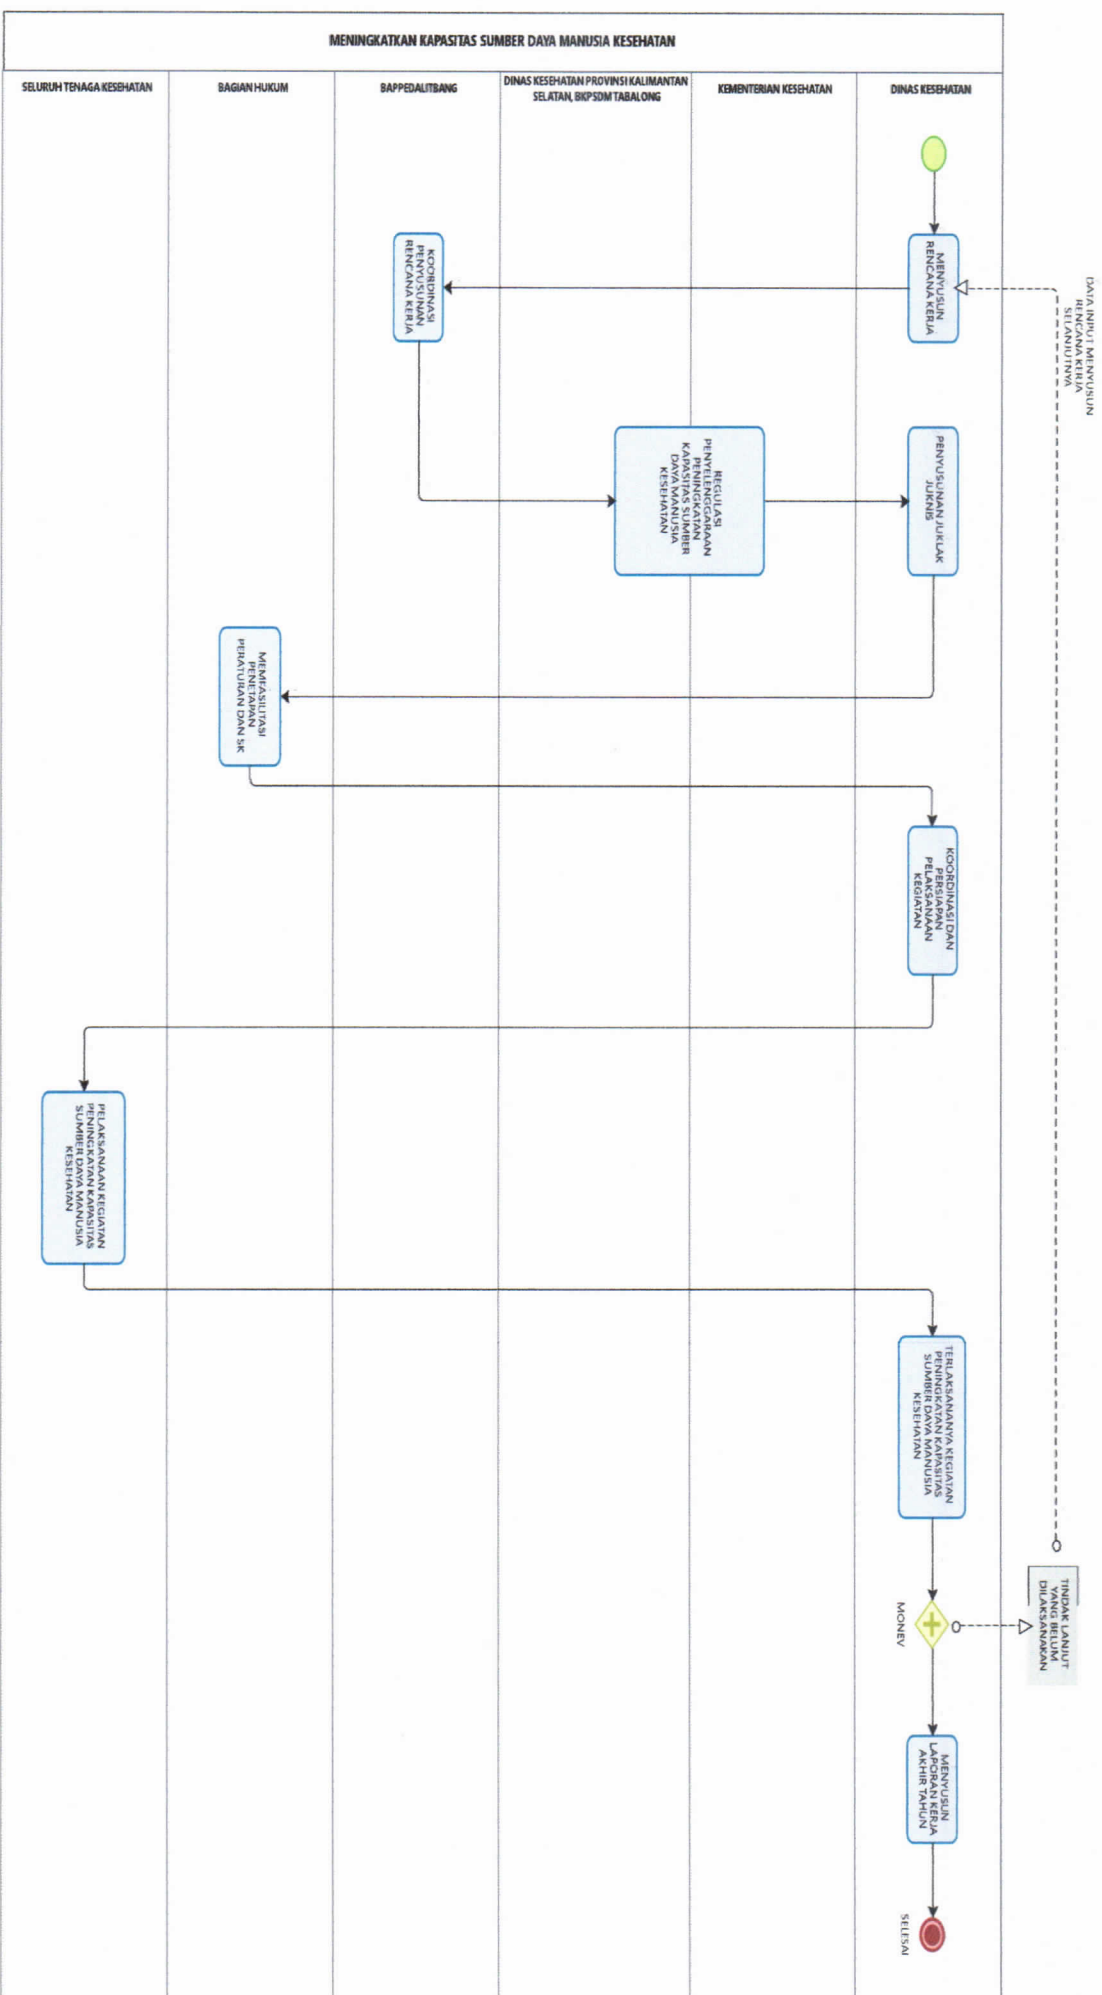 MENINGKATKAN KAPASITAS SUMBER DAYA MANUSIA KESEHATAN
SELURUH TENAGA KESEHATAN
BAGIAN HUKUM
BAPPEDALITBANG
DINAS KESEHATAN PROVINSI KALIMANTAN
SELATAN, BKPSDM TABALONG
KEMENTERIAN KESEHATAN
DINAS KESEHATAN
DATA INPUT MENYUSUN
RENCANA KERJA
SELANJUTNYA
MENYUSUN
RENCANA KERJA
KOORDINASI
PENYUSUNAN
RENCANA KERJA
REGULASI
PENYELENGGARAAN
PENINGKATAN
KAPASITAS SUMBER
DAYA MANUSIA
KESEHATAN
PENYUSUNAN JUKLAK
JUKNIS
MEMFASILITASI
PENETAPAN
PERATURAN DAN SK
KOORDINASI DAN
PERSIAPAN
PELAKSANAAN
KEGIATAN
PELAKSANAAN KEGIATAN
PENINGKATAN KAPASITAS
SUMBER DAYA MANUSIA
KESEHATAN
TERLAKSANANYA KEGIATAN
PENINGKATAN KAPASITAS
SUMBER DAYA MANUSIA
KESEHATAN
MONEV
TINDAK LANJUT
YANG BELUM
DILAKSANAKAN
MENYUSUN
LAPORAN KERJA
AKHIR TAHUN
SELESAI